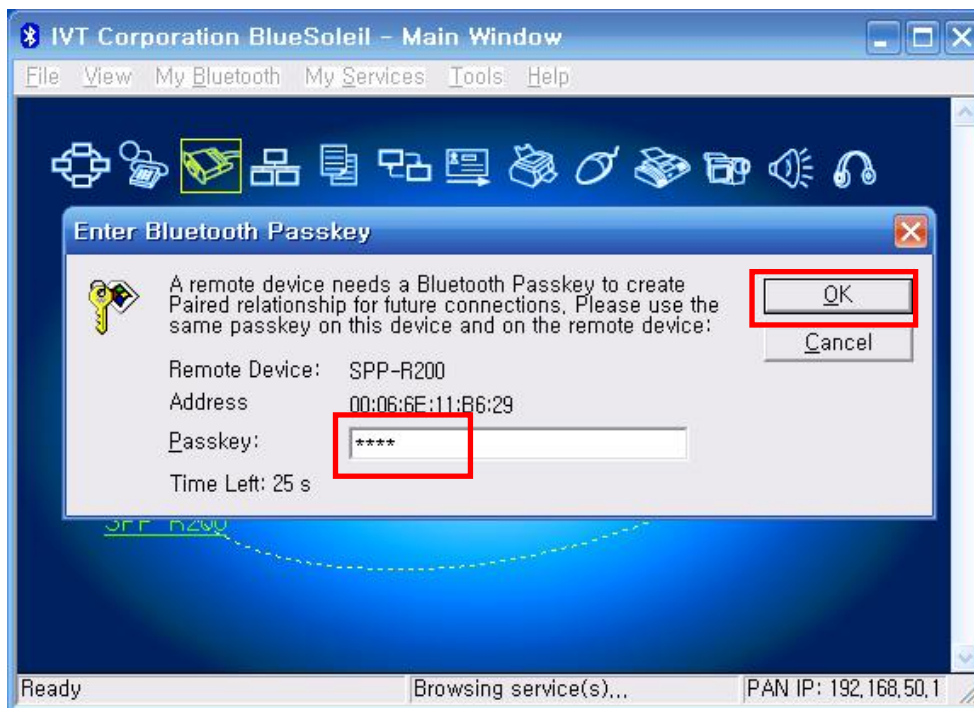 IVT Corporation BlueSoleil - Main Window
File View My Bluetooth My Services Tools Help
Enter Bluetooth Passkey
A remote device needs a Bluetooth Passkey to create
Paired relationship for future connections, Please use the
same passkey on this device and on the remote device:
OK
Cancel
Remote Device: SPP-R200
Address 00:06:6E:11:B6:29
Passkey: ****
Time Left: 25 s
SPP-R200
Ready Browsing service(s)... PAN IP: 192,168,50,1